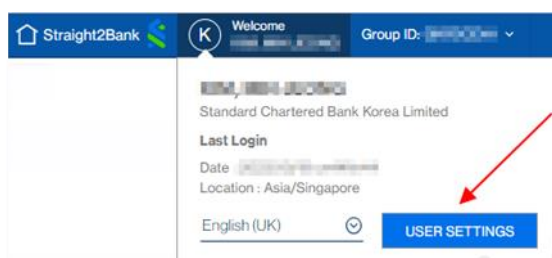 Straight2Bank
K
Welcome
Group ID:
Standard Chartered Bank Korea Limited
Last Login
Date
Location : Asia/Singapore
English (UK)
USER SETTINGS